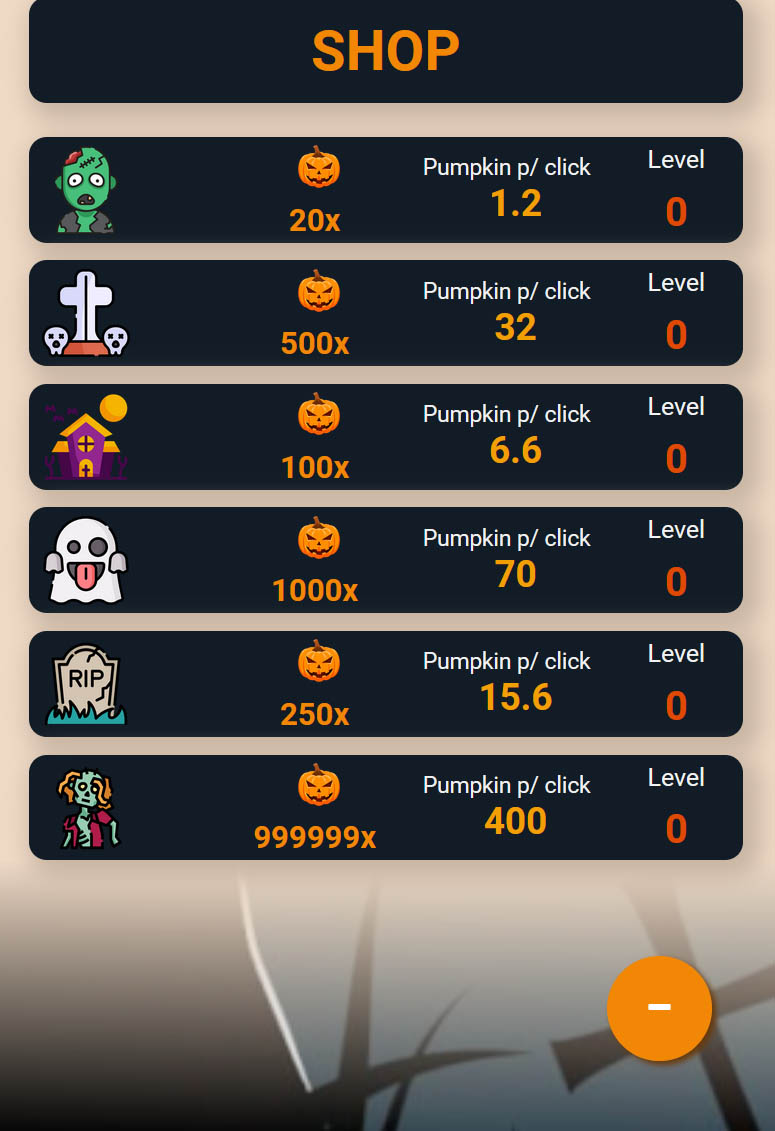 SHOP
Pumpkin p/ click
Level
20x
1.2
0
Pumpkin p/ click
Level
500x
32
0
Pumpkin p/ click
Level
100x
6.6
0
Pumpkin p/ click
Level
1000x
70
0
RIP
Pumpkin p/ click
Level
250x
15.6
0
Pumpkin p/ click
Level
999999x
400
0
-